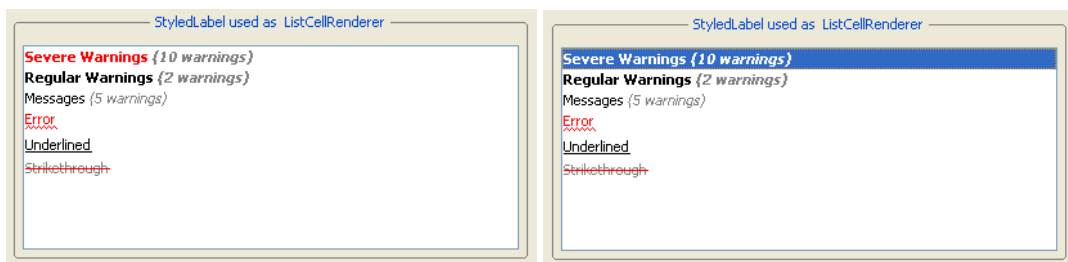 StyledLabel used as ListCellRenderer
Severe Warnings {10 warnings}
Regular Warnings {2 warnings}
Messages {5 warnings}
Error
Underlined
Strikethrough
StyledLabel used as ListCellRenderer
Severe Warnings {10 warnings}
Regular Warnings {2 warnings}
Messages {5 warnings}
Error
Underlined
Strikethrough